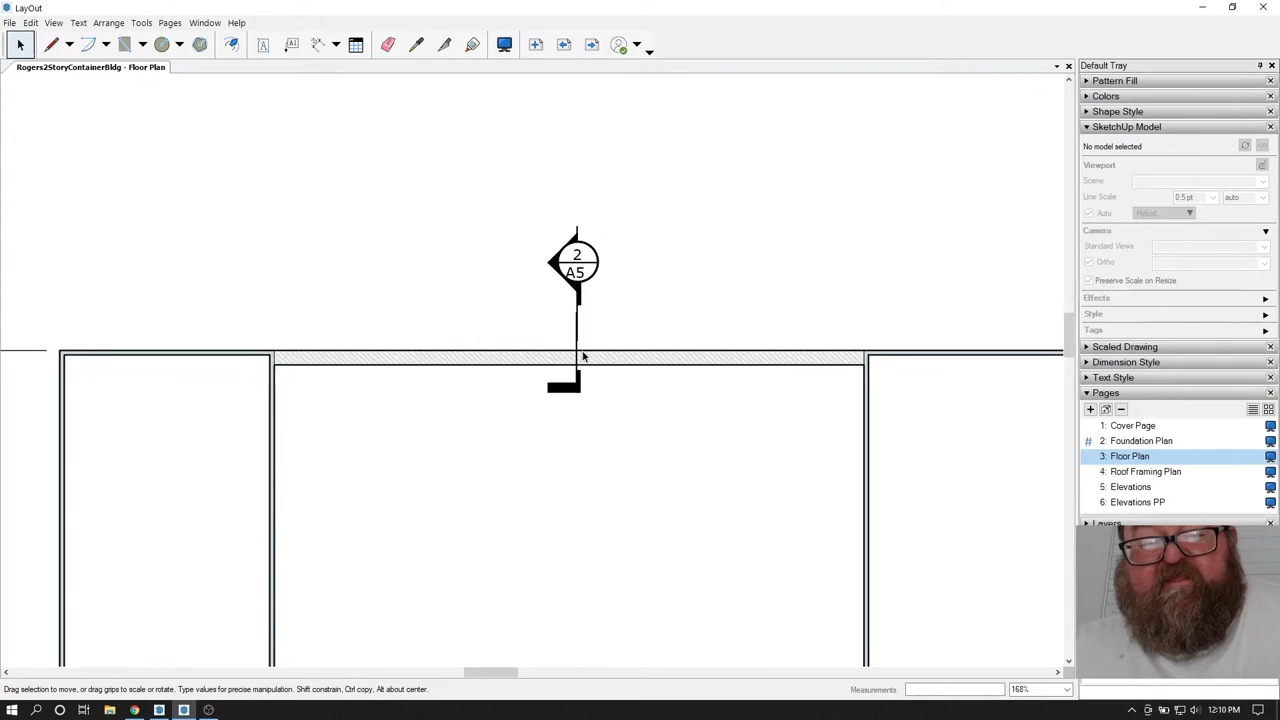 LayOut
File Edit View Text Arrange Tools Pages Window Help
Rogers2StoryContainerBldg - Floor Plan
Default Tray
Pattern Fill
Colors
Shape Style
SketchUp Model
No model selected
Viewport
Scene
Line Scale 0.5 pt auto
Auto Hybrid...
Camera
Standard Views
Ortho
Preserve Scale on Resize
Effects
Style
Tags
Scaled Drawing
Dimension Style
Text Style
Pages
1: Cover Page
# 2: Foundation Plan
3: Floor Plan
4: Roof Framing Plan
5: Elevations
6: Elevations PP
Layers
2
A5
Drag selection to move, or drag grips to scale or rotate. Type values for precise manipulation. Shift constrain, Ctrl copy, Alt about center.
Measurements
168%
12:10 PM